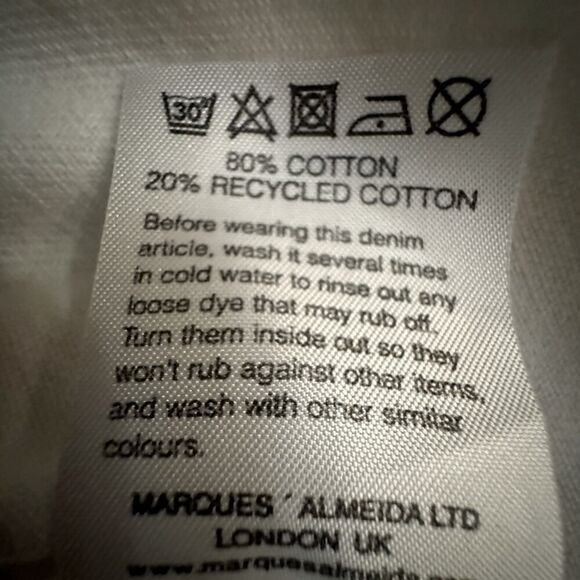 30°
80% COTTON
20% RECYCLED COTTON
Before wearing this denim
article, wash it several times
in cold water to rinse out any
loose dye that may rub off.
Turn them inside out so they
won't rub against other items,
and wash with other similar
colours.
MARQUES ´ ALMEIDA LTD
LONDON UK